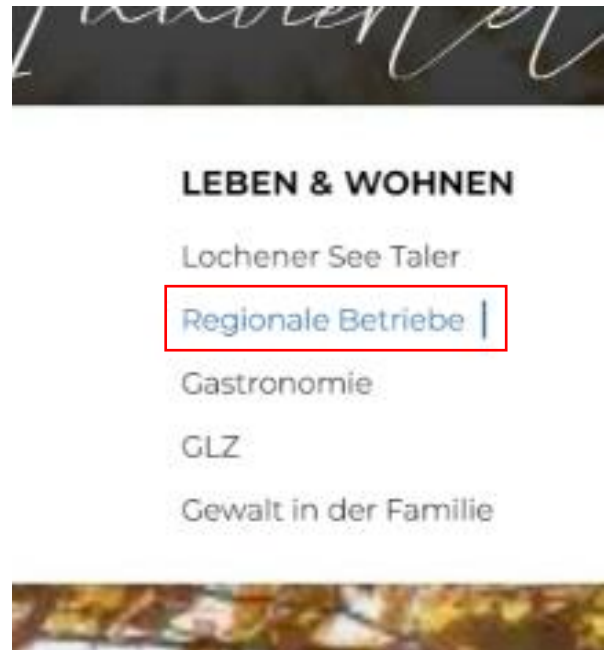 LEBEN & WOHNEN
Lochener See Taler
Regionale Betriebe
Gastronomie
GLZ
Gewalt in der Familie